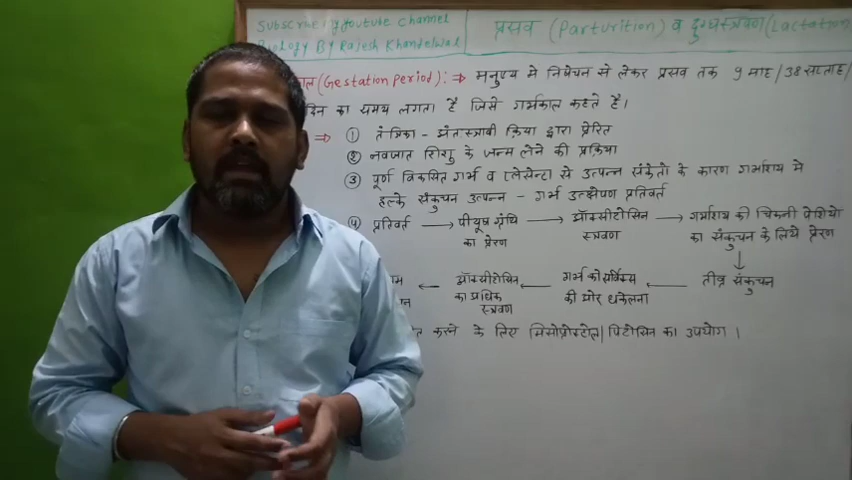 Subscribe my Youtube Channel
Biology By Rajesh Khandelwal
प्रसव (Parturition) व दुग्धस्त्रवण (Lactation)
(Gestation Period) : ⇒ मनुष्य मे निषेचन से लेकर प्रसव तक 9 माह / 38 सप्ताह /
दिन का समय लगता है जिसे गर्भकाल कहते है।
⇒ ① तंत्रिका - अंतःस्त्रावी क्रिया द्वारा प्रेरित
② नवजात शिशु के जन्म लेने की प्रक्रिया
③ पूर्ण विकसित गर्भ व प्लेसेन्टा से उत्पन्न संकेतो के कारण गर्भाशय मे
हल्के संकुचन उत्पन्न - गर्भ उत्क्षेपण प्रतिवर्त
④ प्रतिवर्त → पीयूष ग्रंथि → ऑक्सीटोसिन → गर्भाशय की चिकनी पेशियो
का प्रेरण स्त्रवण का संकुचन के लिये प्रेरण
↓
← ऑक्सीटोसिन ← गर्भ को सर्विक्स ← तीव्र संकुचन
का अधिक की ओर धकेलना
स्त्रवण
करने के लिए मिसोप्रोस्टोल / पिटोसिन का उपयोग।